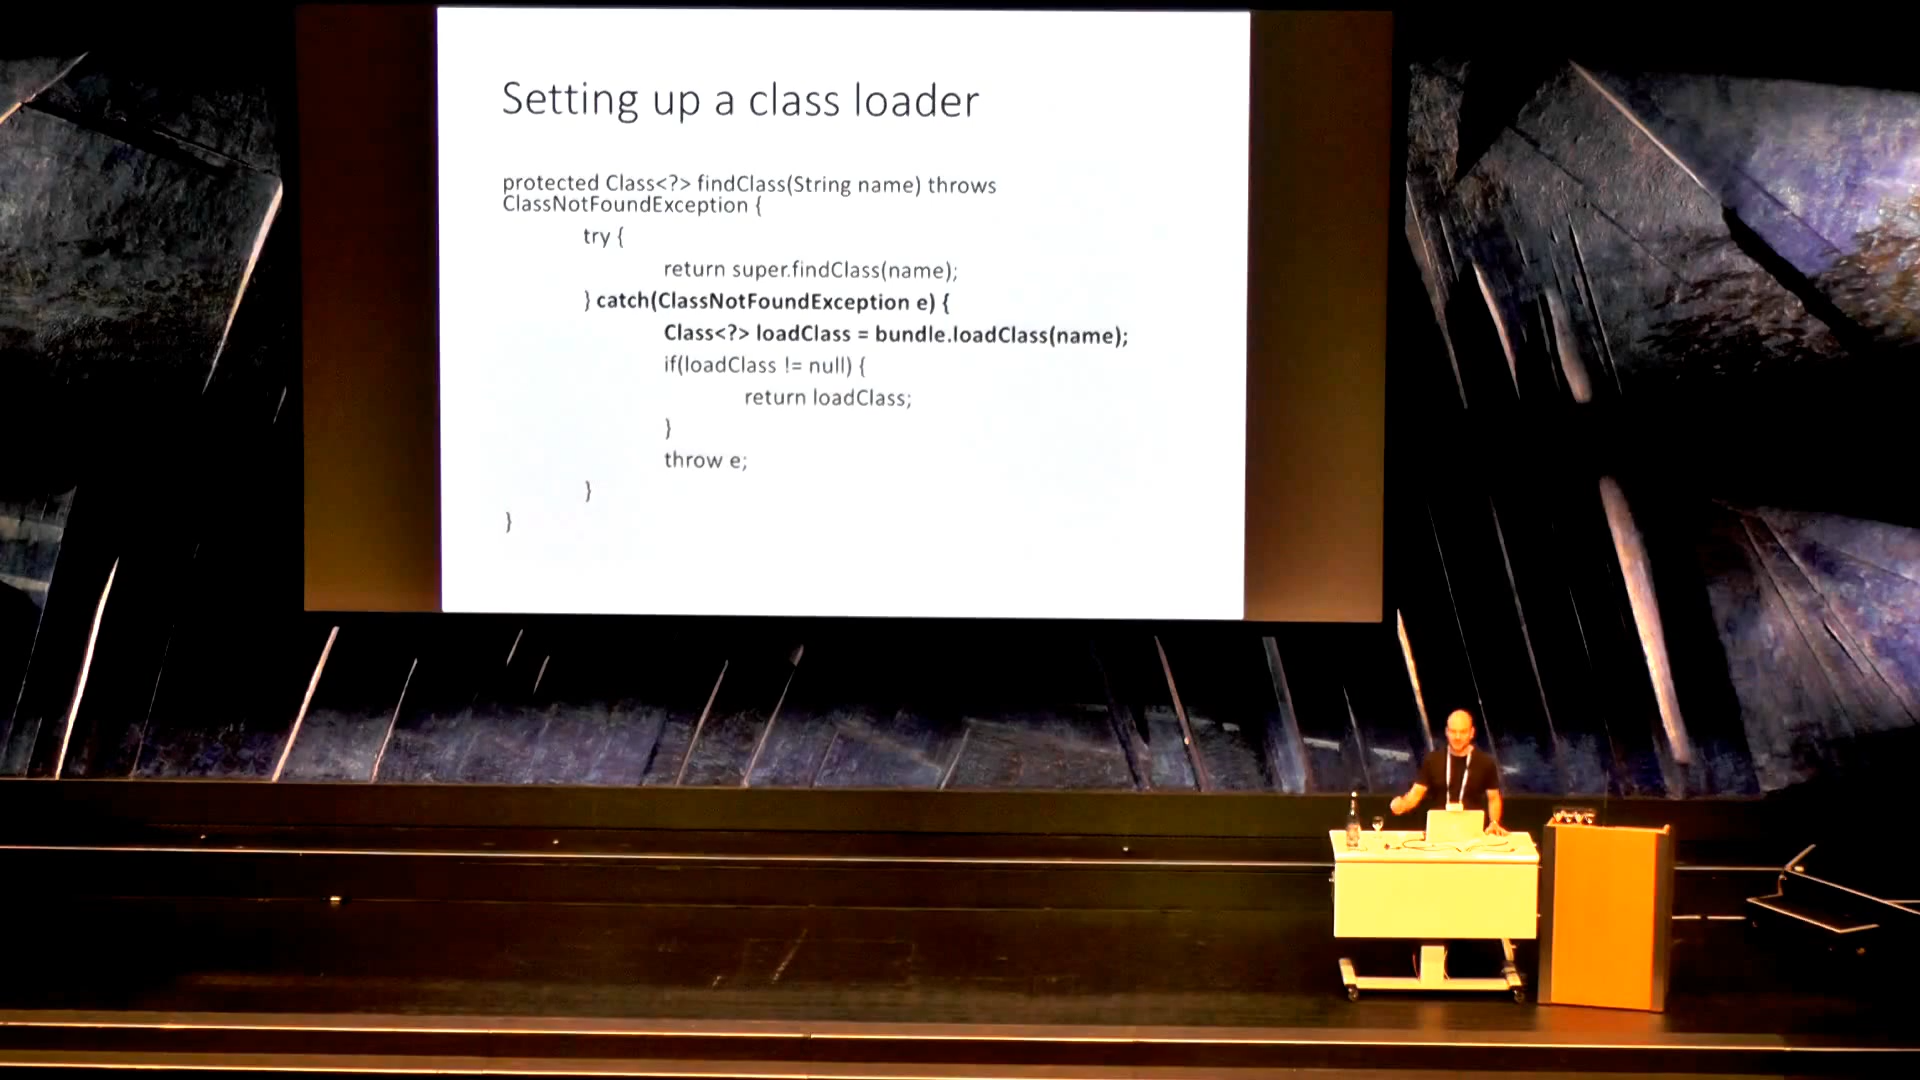 Setting up a class loader
protected Class<?> findClass(String name) throws
ClassNotFoundException {
try {
return super.findClass(name);
} catch(ClassNotFoundException e) {
Class<?> loadClass = bundle.loadClass(name);
if(loadClass != null) {
return loadClass;
}
throw e;
}
}